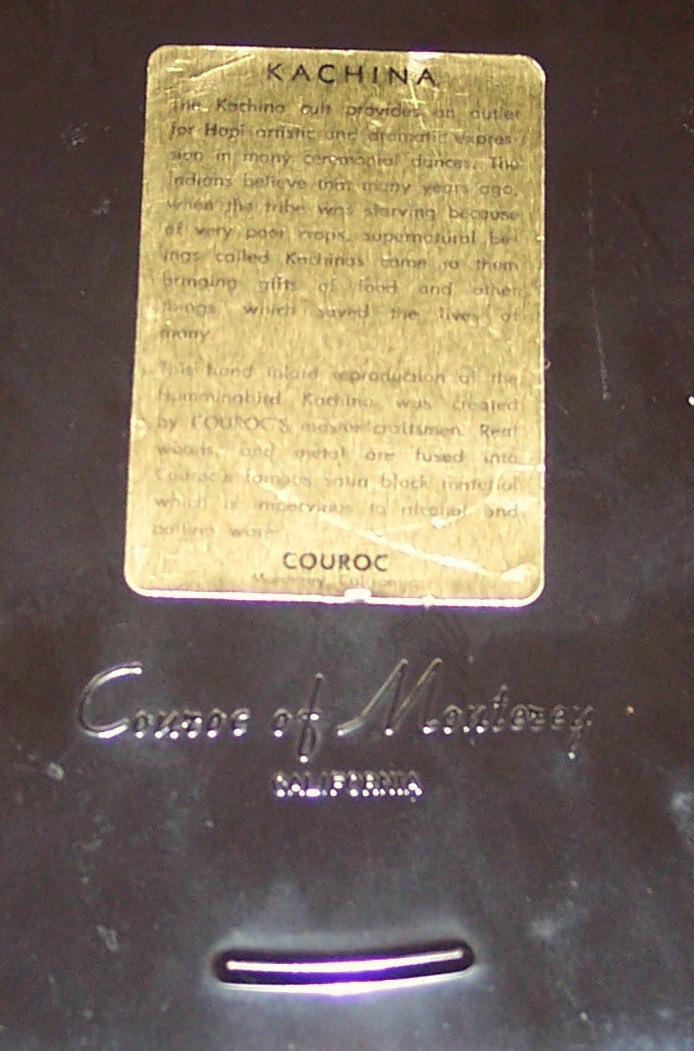 KACHINA
The Kachina cult provides an outlet
for Hopi artistic and dramatic expres-
sion in many ceremonial dances. The
Indians believe that many years ago,
when the tribe was starving because
of very poor crops, supernatural be-
ings called Kachinas came to them
bringing gifts of food and other
things which saved the lives of
many.
This hand inlaid reproduction of the
Hummingbird Kachina was created
by COUROC'S master craftsmen. Real
woods and metal are fused into
Couroc's famous satin black material
which is impervious to alcohol and
boiling water.
COUROC
Monterey, California
Couroc of Monterey
CALIFORNIA